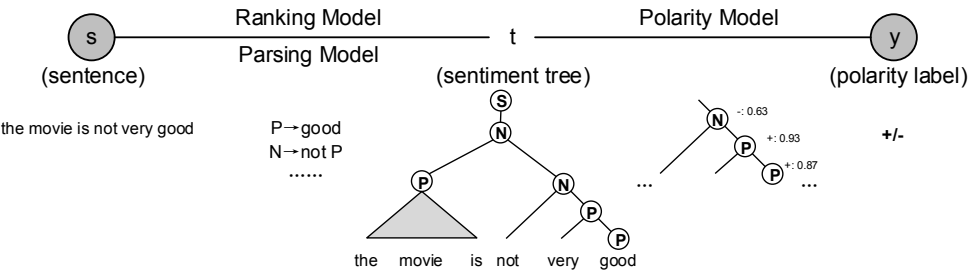 Ranking Model
Polarity Model
s
t
y
Parsing Model
(sentence)
(sentiment tree)
(polarity label)
the movie is not very good
P→good
N→not P
......
S
N
P
N
P
P
the movie is not very good
N -: 0.63
P +: 0.93
P +: 0.87
... ...
+/-